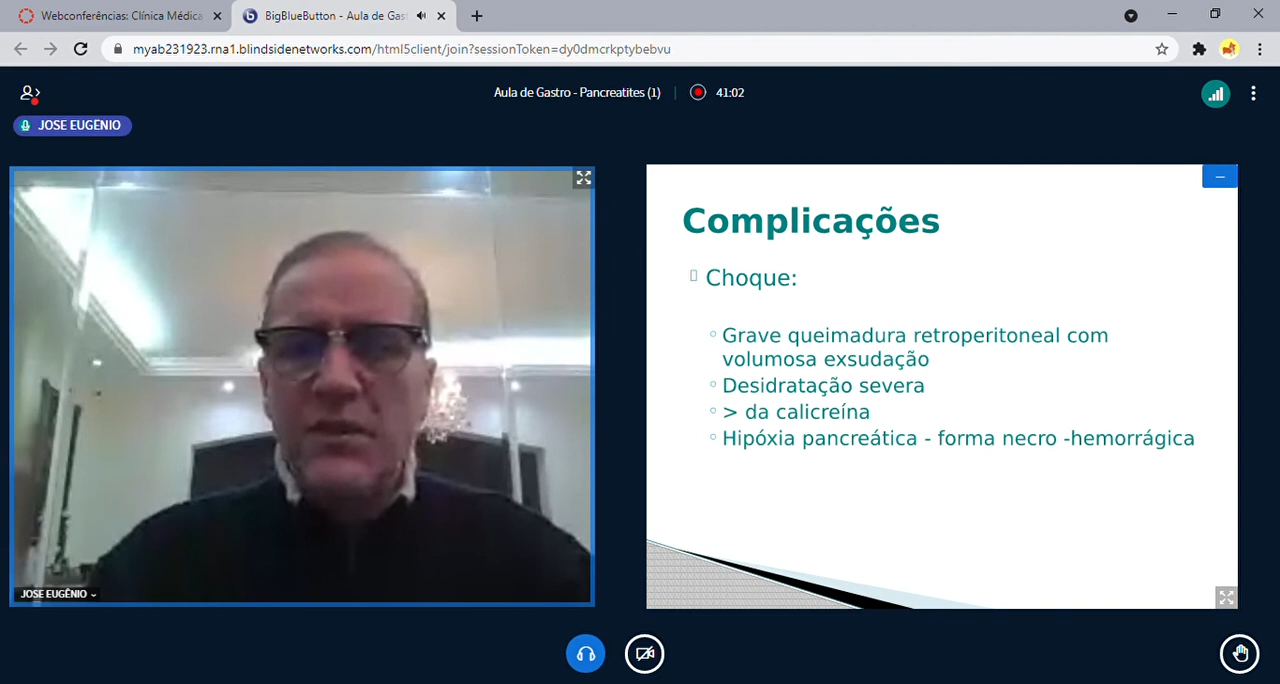 Webconferências: Clínica Médica
BigBlueButton - Aula de Gas
myab231923.rna1.blindsidenetworks.com/html5client/join?sessionToken=dy0dmcrkptybebvu
Aula de Gastro - Pancreatites (1)
41:02
JOSE EUGÊNIO
Complicações
Choque:
Grave queimadura retroperitoneal com
volumosa exsudação
Desidratação severa
> da calicreína
Hipóxia pancreática - forma necro -hemorrágica
JOSE EUGÊNIO